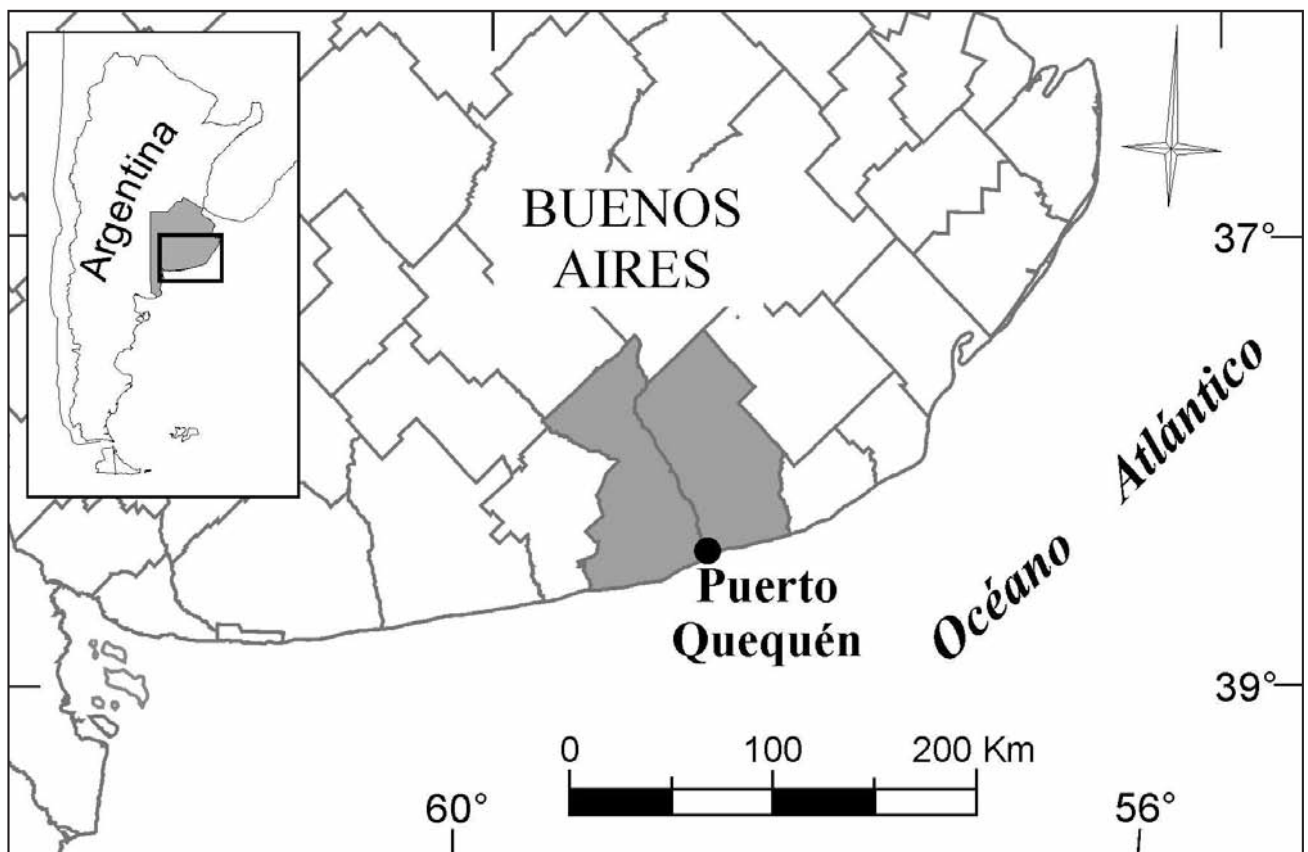 Argentina
BUENOS
AIRES
37°
Océano Atlántico
Puerto
Quequén
39°
0 100 200 Km
60°
56°